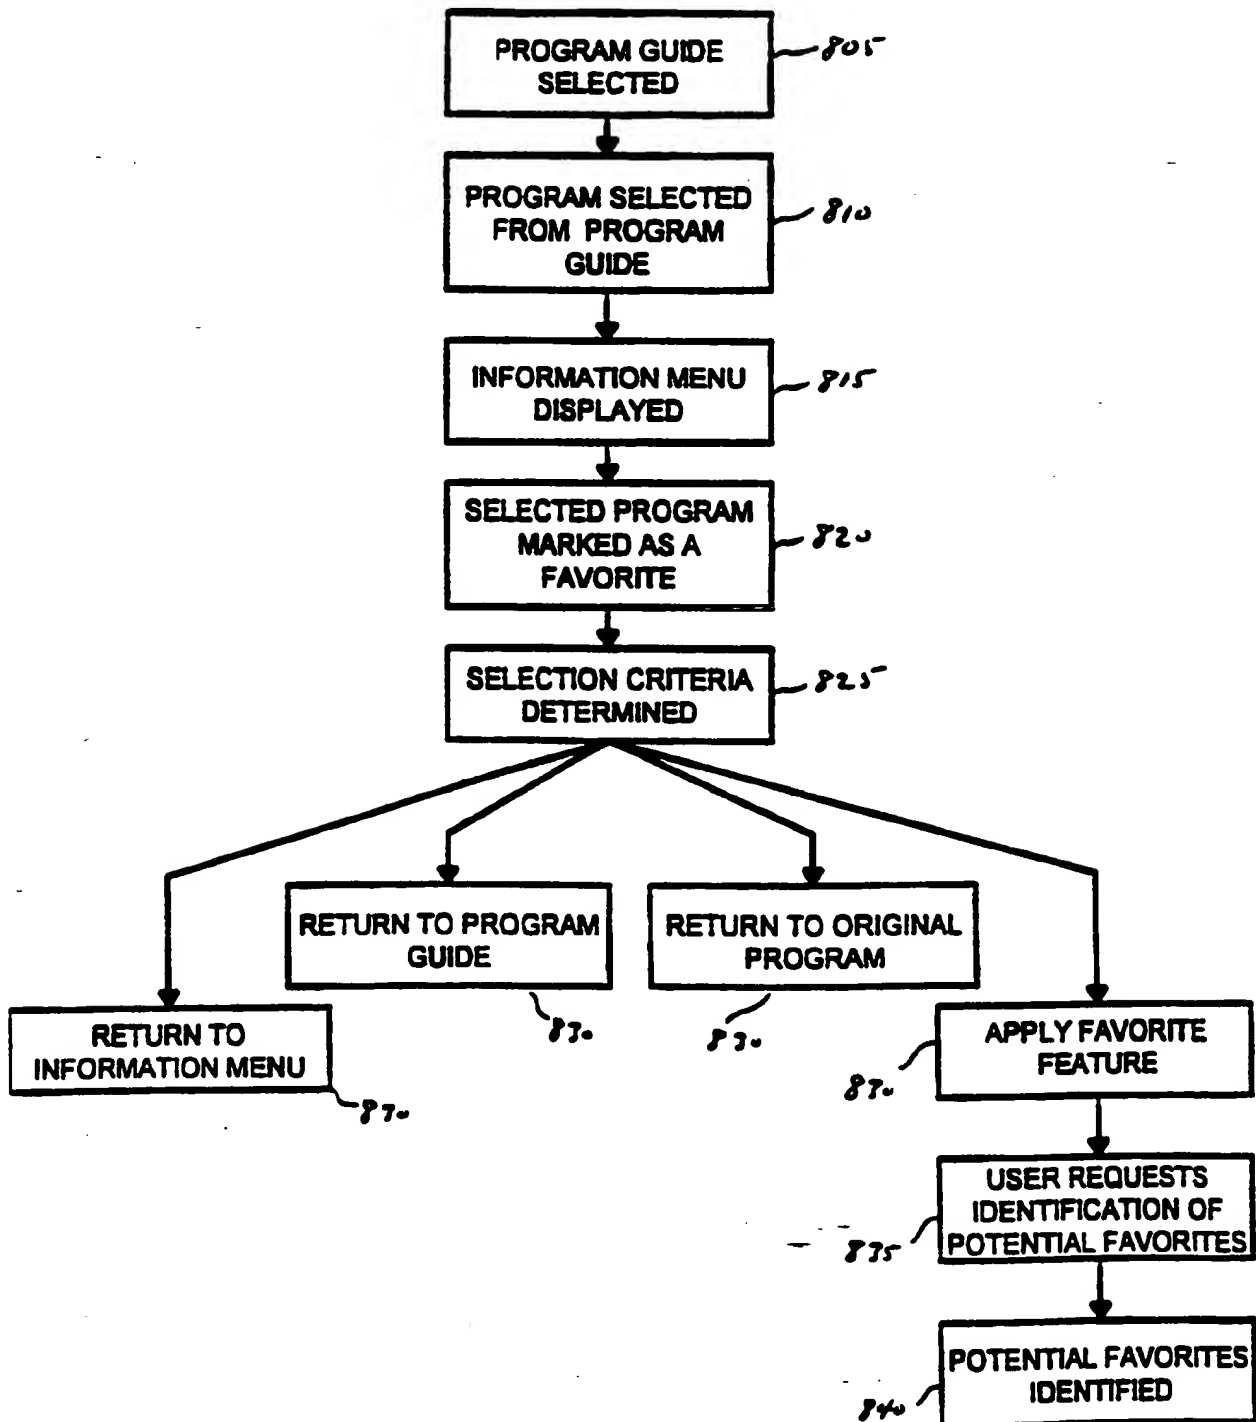 PROGRAM GUIDE
SELECTED
805
PROGRAM SELECTED
FROM PROGRAM
GUIDE
810
INFORMATION MENU
DISPLAYED
815
SELECTED PROGRAM
MARKED AS A
FAVORITE
820
SELECTION CRITERIA
DETERMINED
825
RETURN TO PROGRAM
GUIDE
830
RETURN TO ORIGINAL
PROGRAM
830
RETURN TO
INFORMATION MENU
830
APPLY FAVORITE
FEATURE
830
USER REQUESTS
IDENTIFICATION OF
POTENTIAL FAVORITES
835
POTENTIAL FAVORITES
IDENTIFIED
840